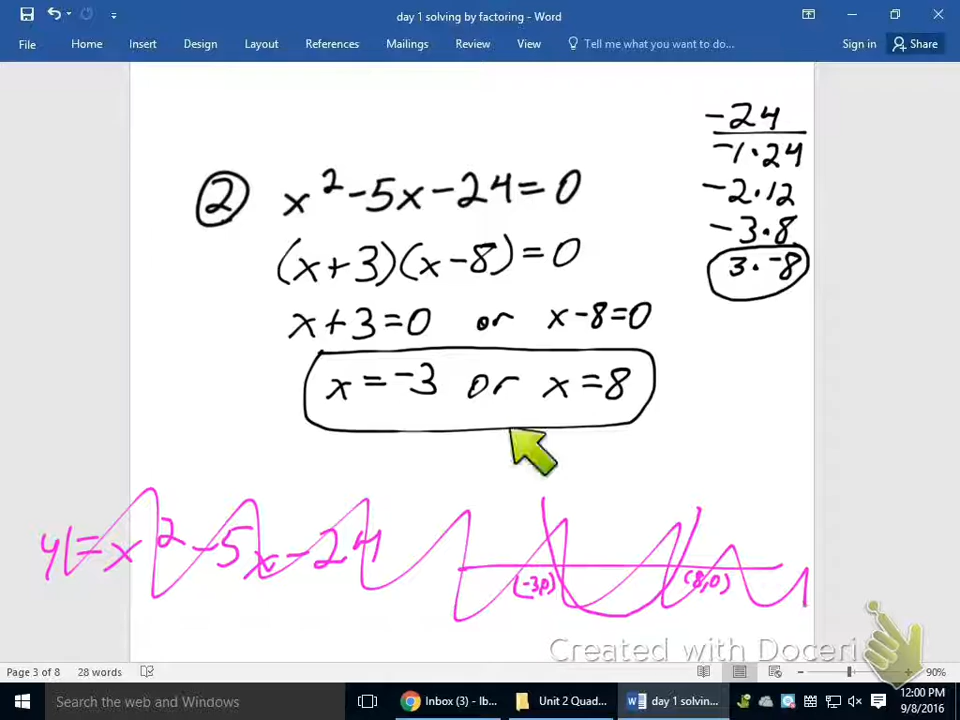 day 1 solving by factoring - Word
File Home Insert Design Layout References Mailings Review View Tell me what you want to do... Sign in Share
-24
-1·24
-2·12
-3·8
3·-8
② x²-5x-24=0
(x+3)(x-8)=0
x+3=0 or x-8=0
x=-3 or x=8
y=x²-5x-24
(-3,0) (8,0)
Created with Doceri
Page 3 of 8 28 words 90%
Search the web and Windows Inbox (3) - Ib... Unit 2 Quad... day 1 solvin... 12:00 PM
9/8/2016